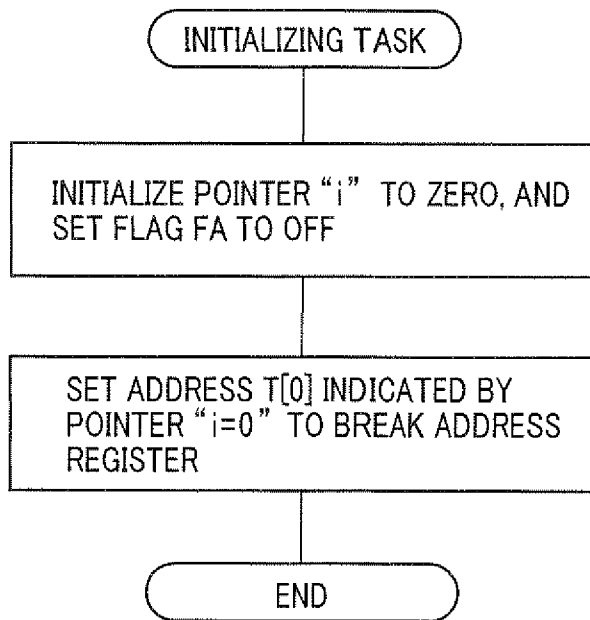 INITIALIZING TASK
INITIALIZE POINTER “i” TO ZERO, AND
SET FLAG FA TO OFF
SET ADDRESS T[0] INDICATED BY
POINTER “i=0” TO BREAK ADDRESS
REGISTER
END